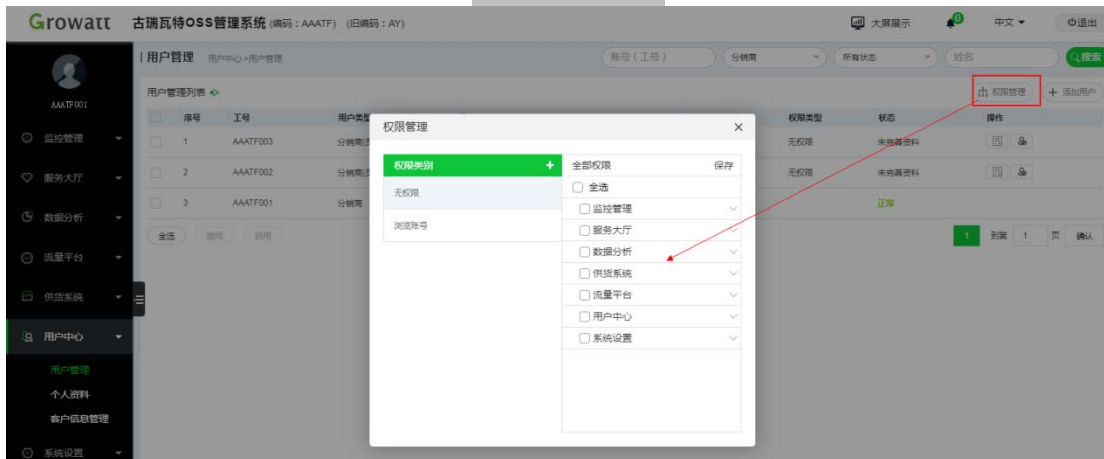 Growatt 古瑞瓦特OSS管理系统 (编码：AAATF) (旧编码：AY) 大屏展示 0 中文 退出
用户管理 用户中心 >用户管理 账号(工号) 分销商 所有状态 姓名 搜索
AAATF001
用户管理列表 权限管理 + 添加用户
序号 工号 用户类型 权限类型 状态 操作
1 AAATF003 分销商 无权限 未完善资料
2 AAATF002 分销商 无权限 未完善资料
3 AAATF001 分销商 正常
全选 禁用 启用 1 到第 1 页 确认
监控管理
服务大厅
数据分析
流量平台
供货系统
用户中心
用户管理
个人资料
客户信息管理
系统设置
权限管理 ×
权限类别 +
无权限
浏览账号
全部权限 保存
全选
监控管理
服务大厅
数据分析
供货系统
流量平台
用户中心
系统设置